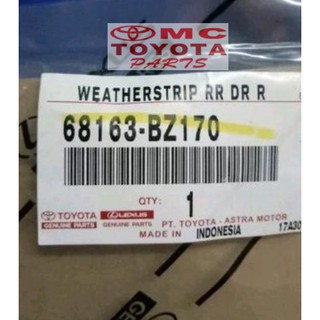 MC
TOYOTA
PARTS
WEATHERSTRIP RR DR R
68163-BZ170
QTY: 1
TOYOTA LEXUS
GENUINE PARTS GENUINE PARTS PT. TOYOTA - ASTRA MOTOR
MADE IN INDONESIA 17A30